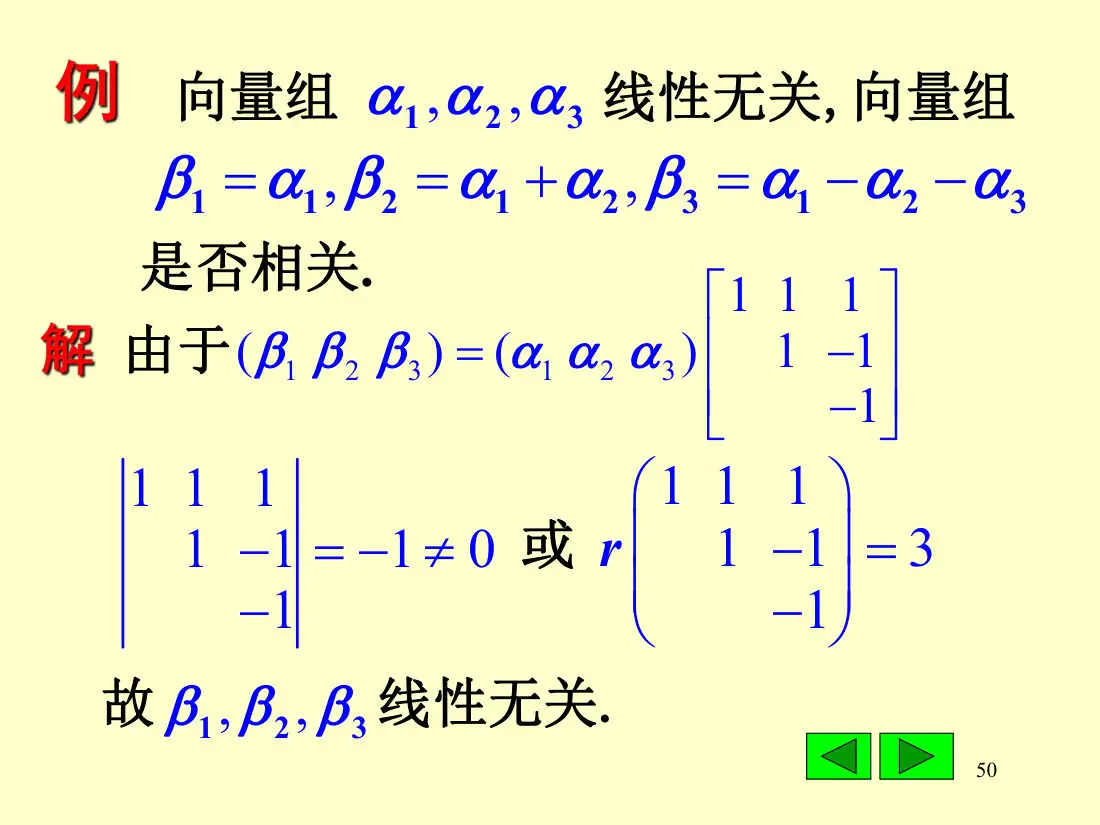 例 向量组 α₁,α₂,α₃ 线性无关,向量组
β₁=α₁,β₂=α₁+α₂,β₃=α₁−α₂−α₃
是否相关.
解 由于(β₁ β₂ β₃)=(α₁ α₂ α₃)
1 1 1
1 −1
−1
1 1 1
1 −1
−1
=−1≠0 或 r
1 1 1
1 −1
−1
=3
故 β₁,β₂,β₃ 线性无关.
50